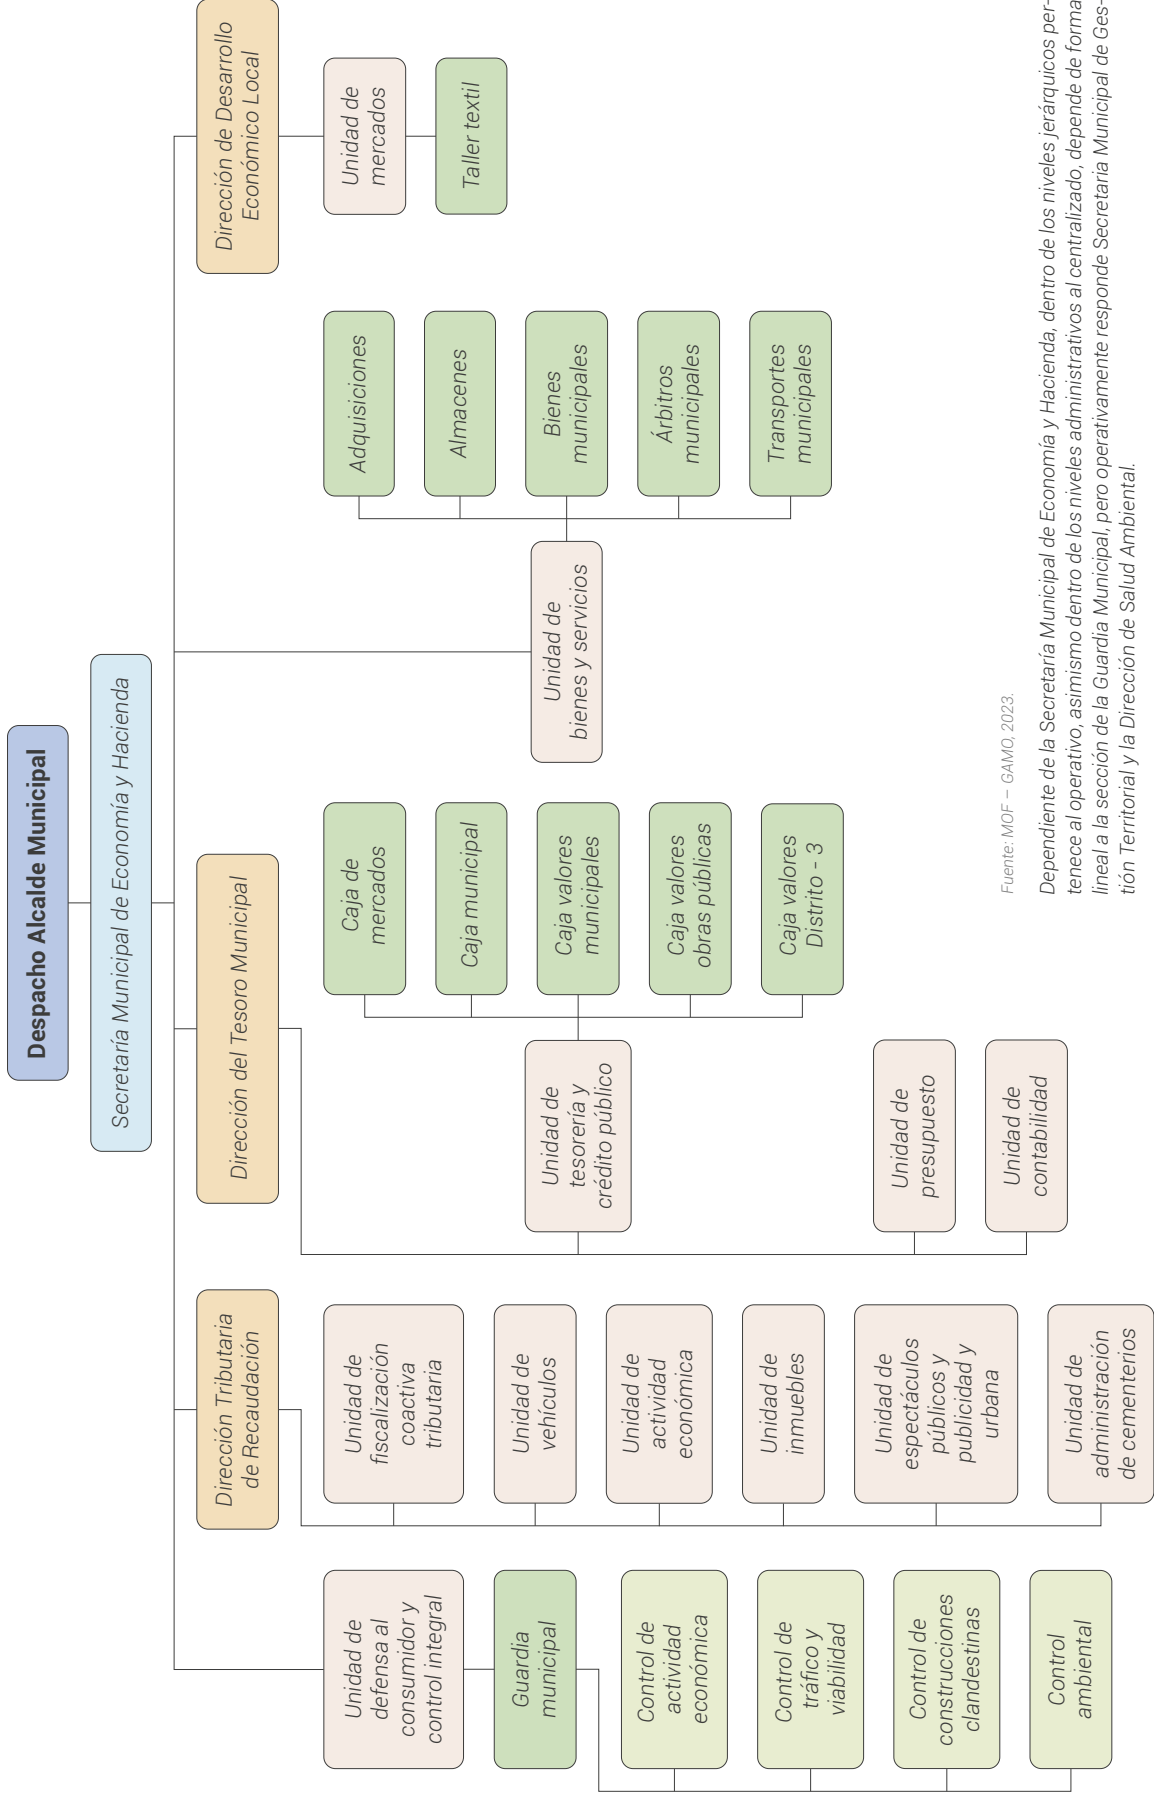 Despacho Alcalde Municipal
Secretaría Municipal de Economía y Hacienda
Unidad de
defensa al
consumidor y
control integral
Guardia
municipal
Control de
actividad
económica
Control de
tráfico y
viabilidad
Control de
construcciones
clandestinas
Control
ambiental
Dirección Tributaria
de Recaudación
Unidad de
fiscalización
coactiva
tributaria
Unidad de
vehículos
Unidad de
actividad
económica
Unidad de
inmuebles
Unidad de
espectáculos
públicos y
publicidad y
urbana
Unidad de
administración
de cementerios
Dirección del Tesoro Municipal
Unidad de
tesorería y
crédito público
Caja de
mercados
Caja municipal
Caja valores
municipales
Caja valores
obras públicas
Caja valores
Distrito - 3
Unidad de
presupuesto
Unidad de
contabilidad
Unidad de
bienes y servicios
Adquisiciones
Almacenes
Bienes
municipales
Árbitros
municipales
Transportes
municipales
Dirección de Desarrollo
Económico Local
Unidad de
mercados
Taller textil
Fuente: MOF – GAMO, 2023.
Dependiente de la Secretaría Municipal de Economía y Hacienda, dentro de los niveles jerárquicos per-
tenece al operativo, asimismo dentro de los niveles administrativos al centralizado, depende de forma
lineal a la sección de la Guardia Municipal, pero operativamente responde Secretaria Municipal de Ges-
tión Territorial y la Dirección de Salud Ambiental.